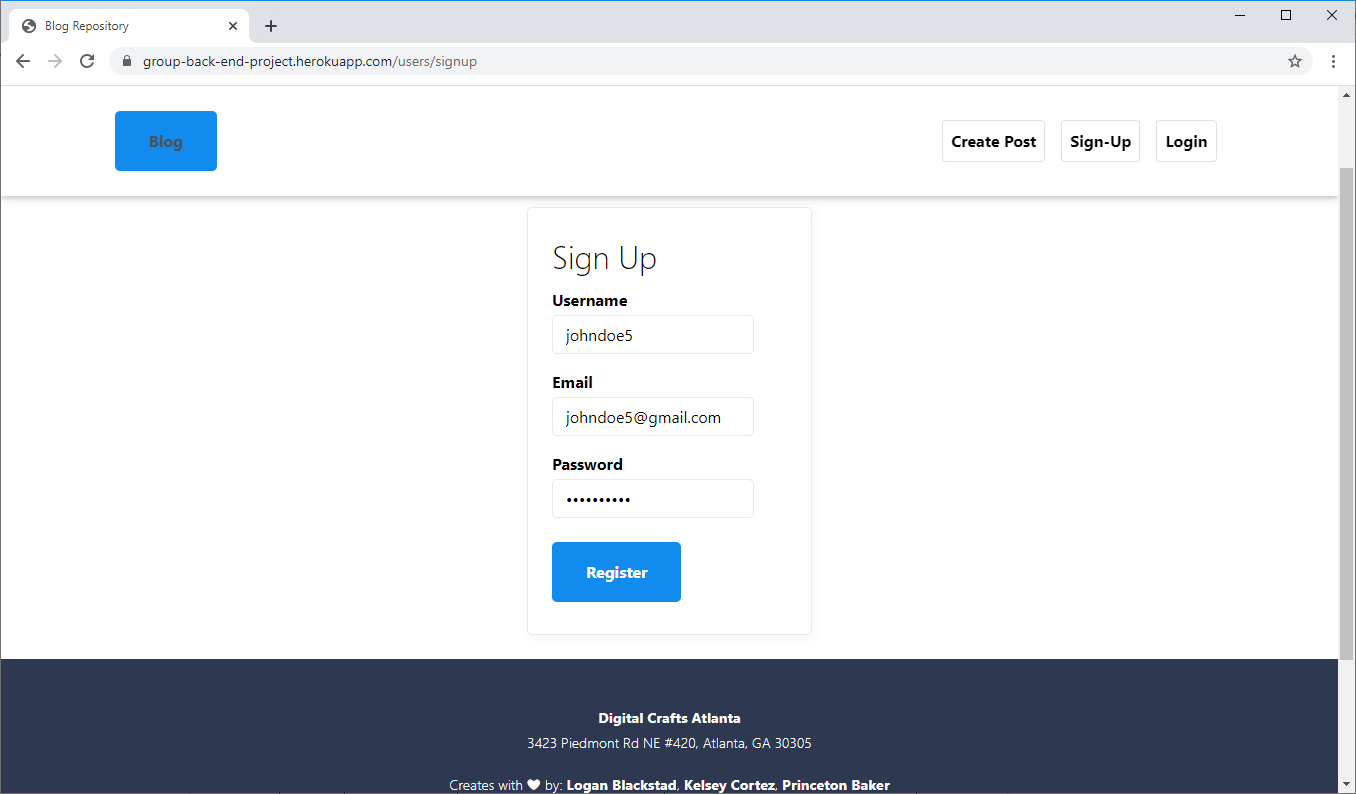 Blog Repository
group-back-end-project.herokuapp.com/users/signup
Blog
Create Post
Sign-Up
Login
Sign Up
Username
johndoe5
Email
johndoe5@gmail.com
Password
••••••••••
Register
Digital Crafts Atlanta
3423 Piedmont Rd NE #420, Atlanta, GA 30305
Creates with ♥ by: Logan Blackstad, Kelsey Cortez, Princeton Baker